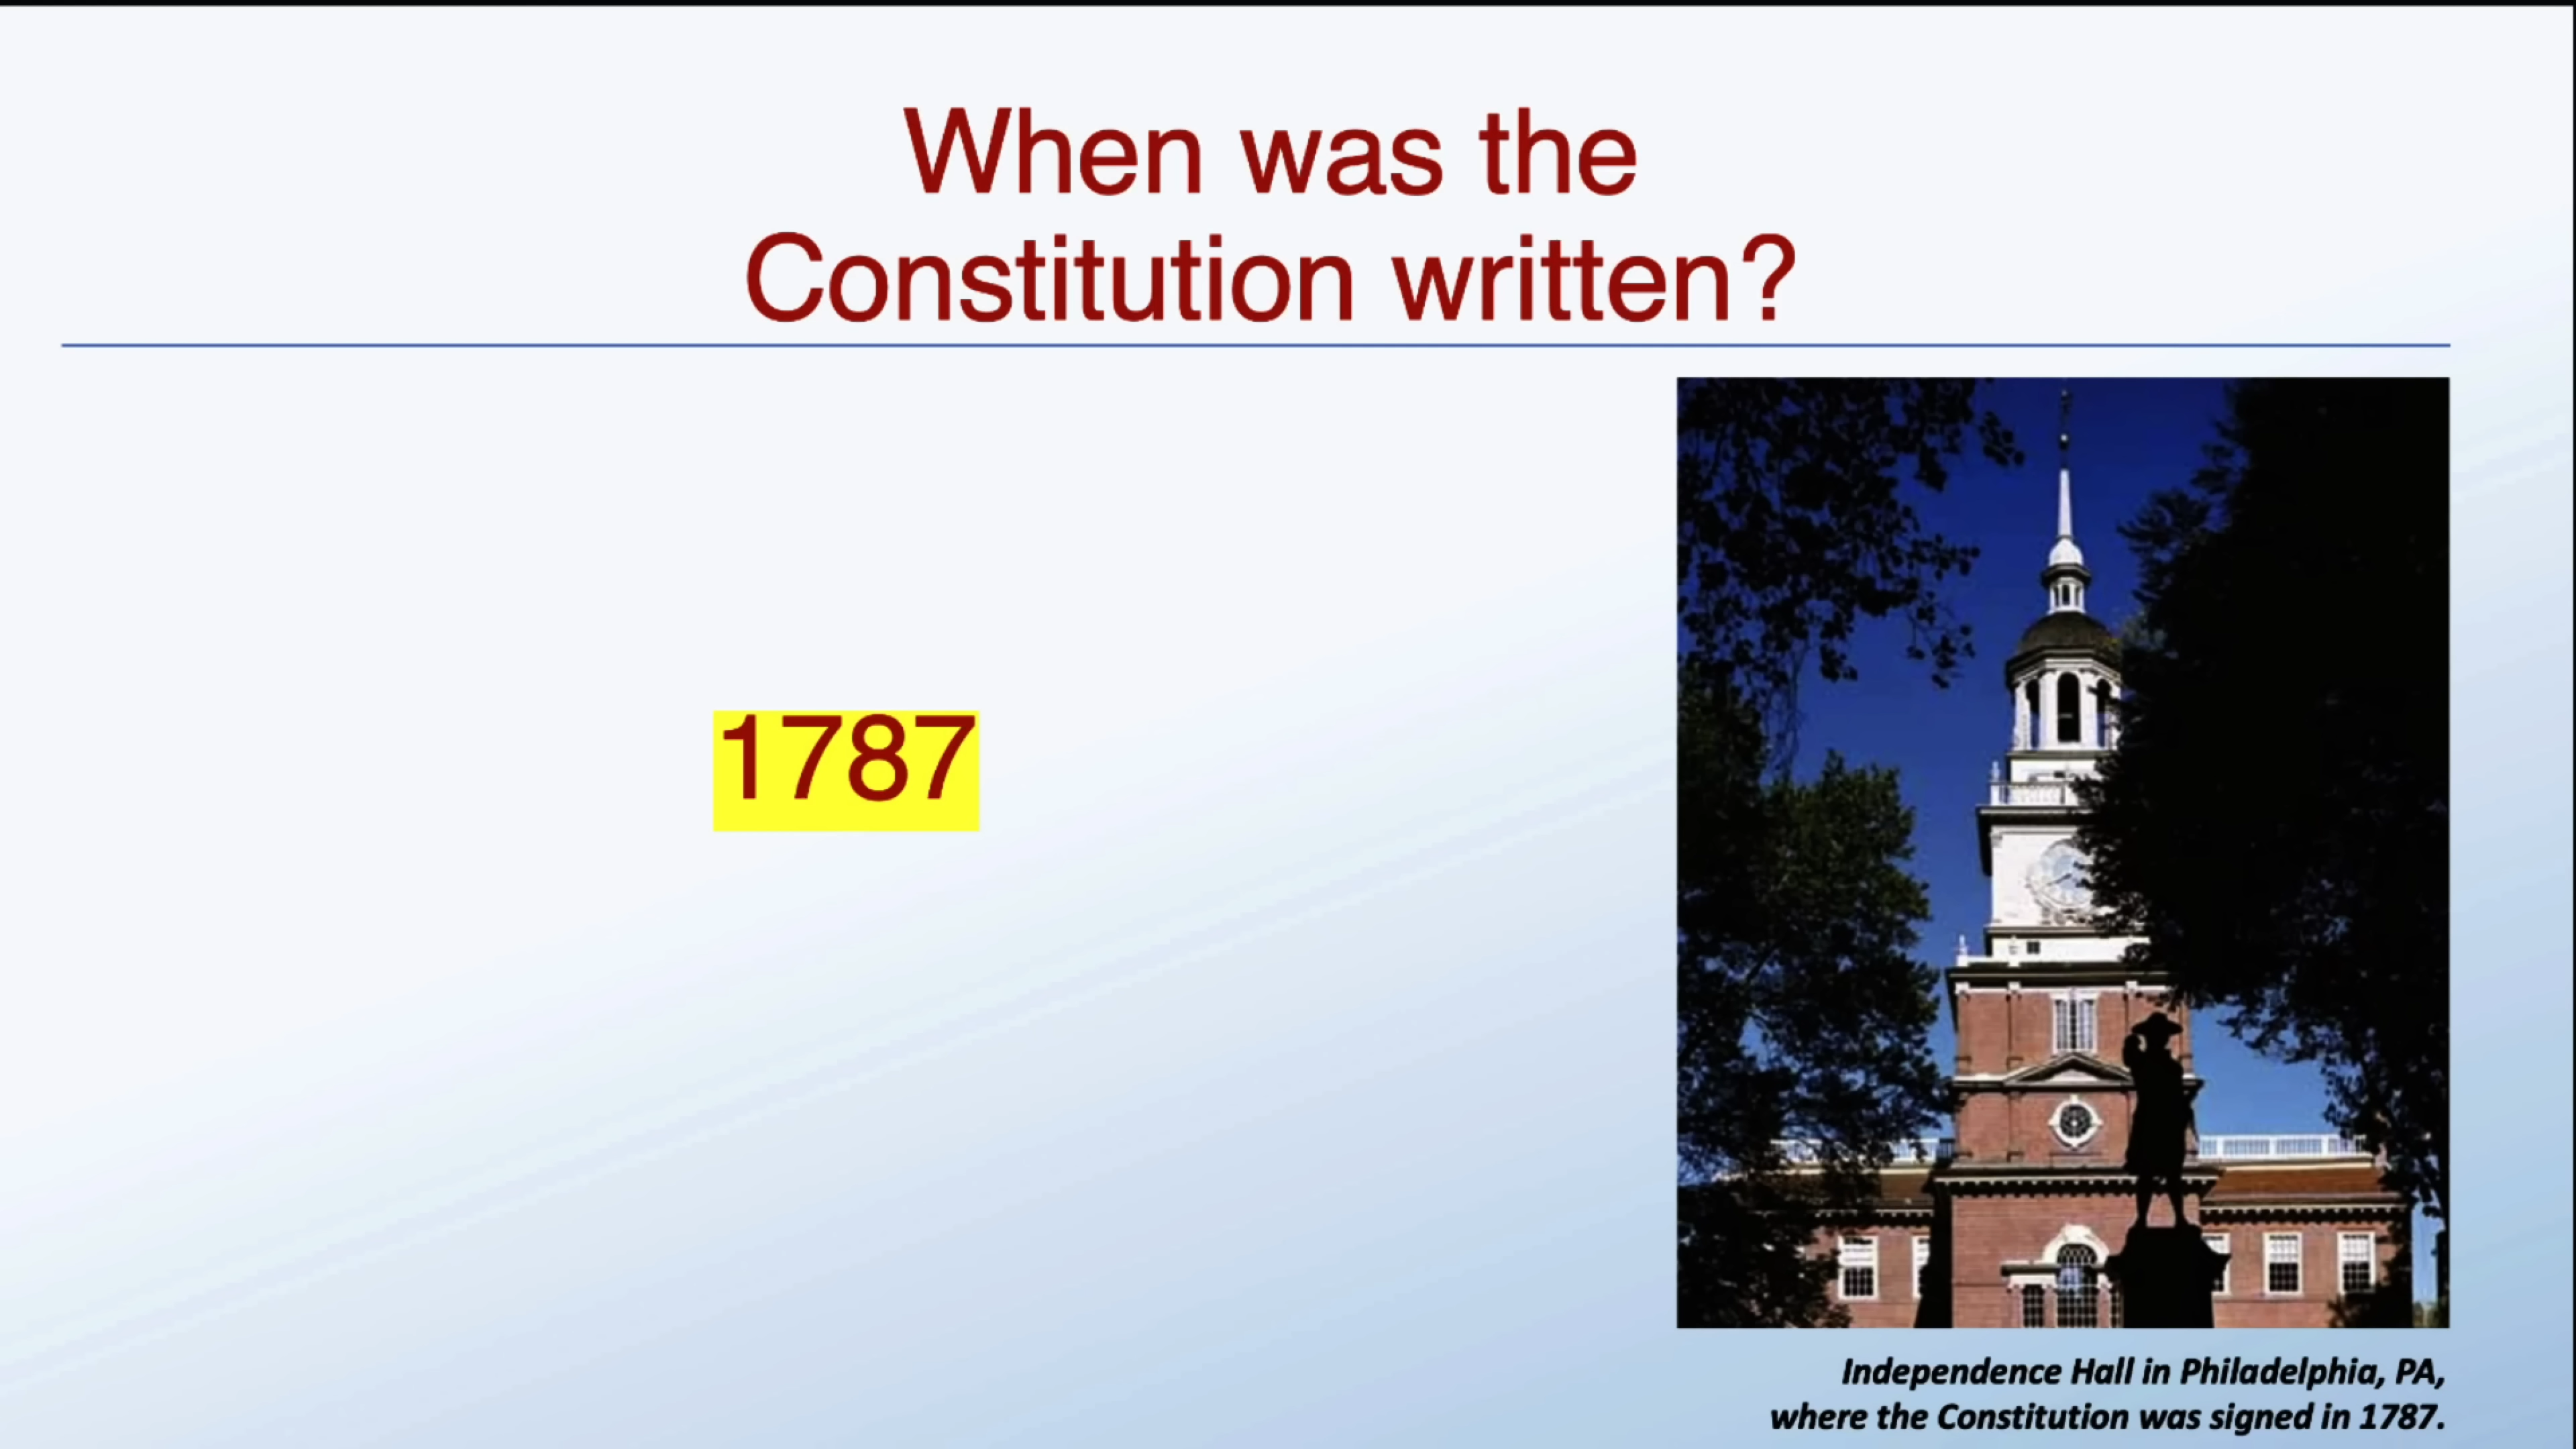 When was the
Constitution written?
1787
Independence Hall in Philadelphia, PA,
where the Constitution was signed in 1787.